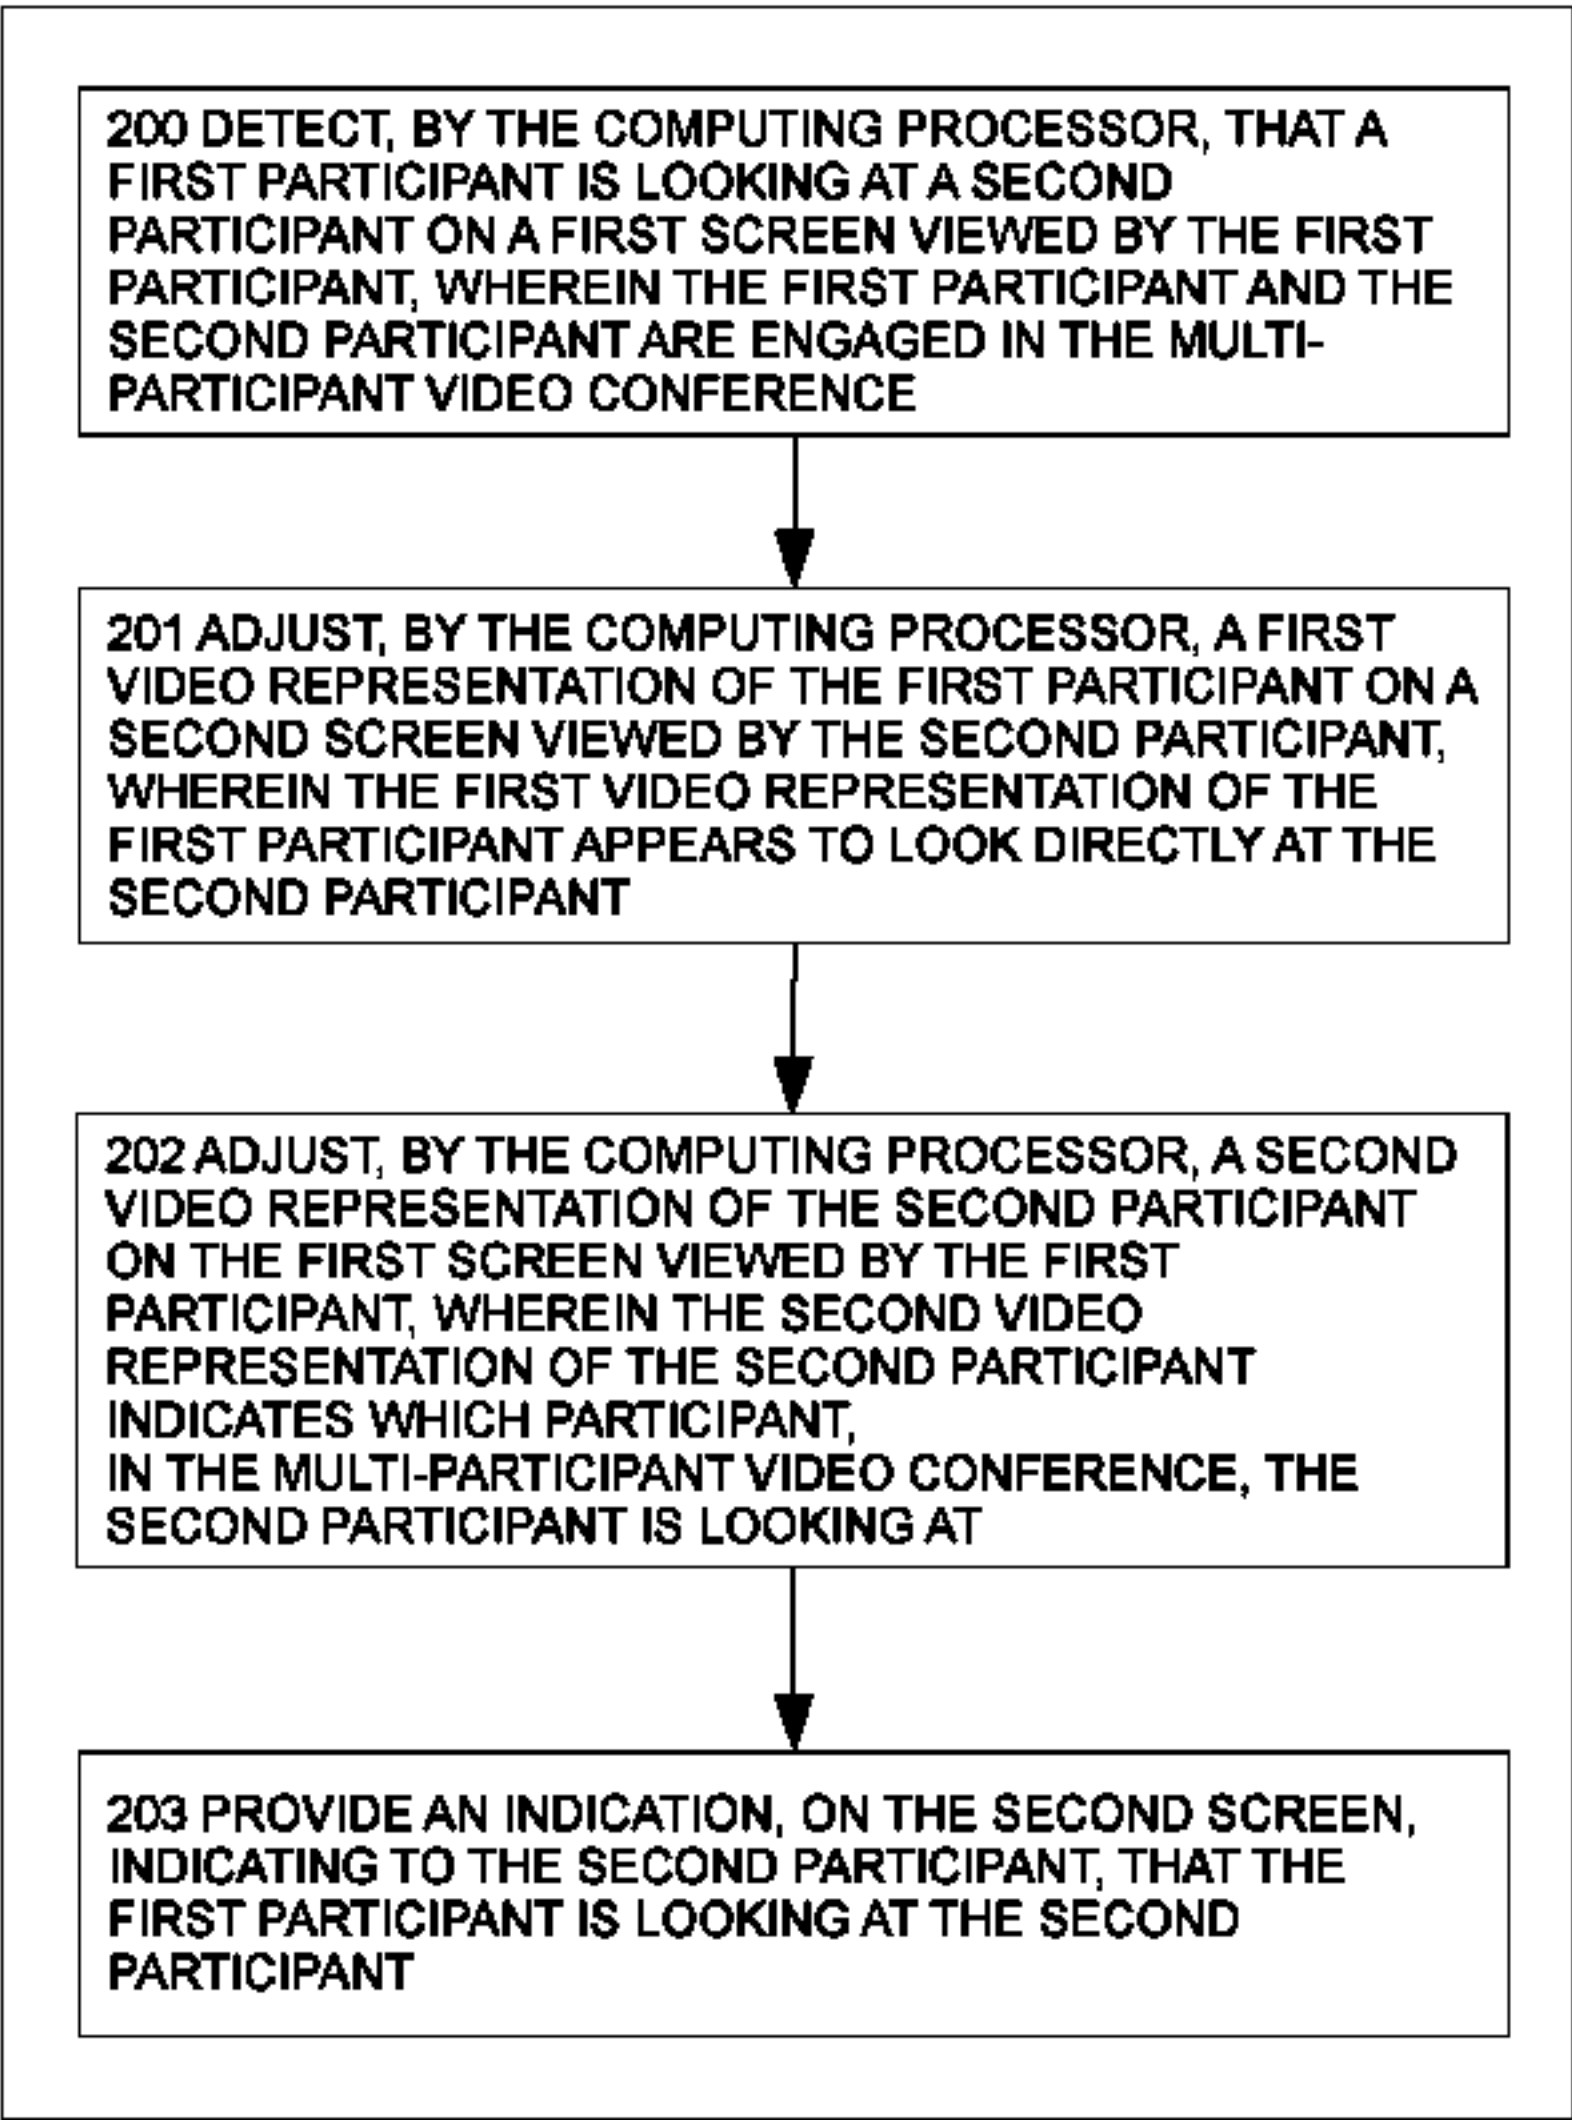 200 DETECT, BY THE COMPUTING PROCESSOR, THAT A
FIRST PARTICIPANT IS LOOKING AT A SECOND
PARTICIPANT ON A FIRST SCREEN VIEWED BY THE FIRST
PARTICIPANT, WHEREIN THE FIRST PARTICIPANT AND THE
SECOND PARTICIPANT ARE ENGAGED IN THE MULTI-
PARTICIPANT VIDEO CONFERENCE
201 ADJUST, BY THE COMPUTING PROCESSOR, A FIRST
VIDEO REPRESENTATION OF THE FIRST PARTICIPANT ON A
SECOND SCREEN VIEWED BY THE SECOND PARTICIPANT,
WHEREIN THE FIRST VIDEO REPRESENTATION OF THE
FIRST PARTICIPANT APPEARS TO LOOK DIRECTLY AT THE
SECOND PARTICIPANT
202 ADJUST, BY THE COMPUTING PROCESSOR, A SECOND
VIDEO REPRESENTATION OF THE SECOND PARTICIPANT
ON THE FIRST SCREEN VIEWED BY THE FIRST
PARTICIPANT, WHEREIN THE SECOND VIDEO
REPRESENTATION OF THE SECOND PARTICIPANT
INDICATES WHICH PARTICIPANT,
IN THE MULTI-PARTICIPANT VIDEO CONFERENCE, THE
SECOND PARTICIPANT IS LOOKING AT
203 PROVIDE AN INDICATION, ON THE SECOND SCREEN,
INDICATING TO THE SECOND PARTICIPANT, THAT THE
FIRST PARTICIPANT IS LOOKING AT THE SECOND
PARTICIPANT